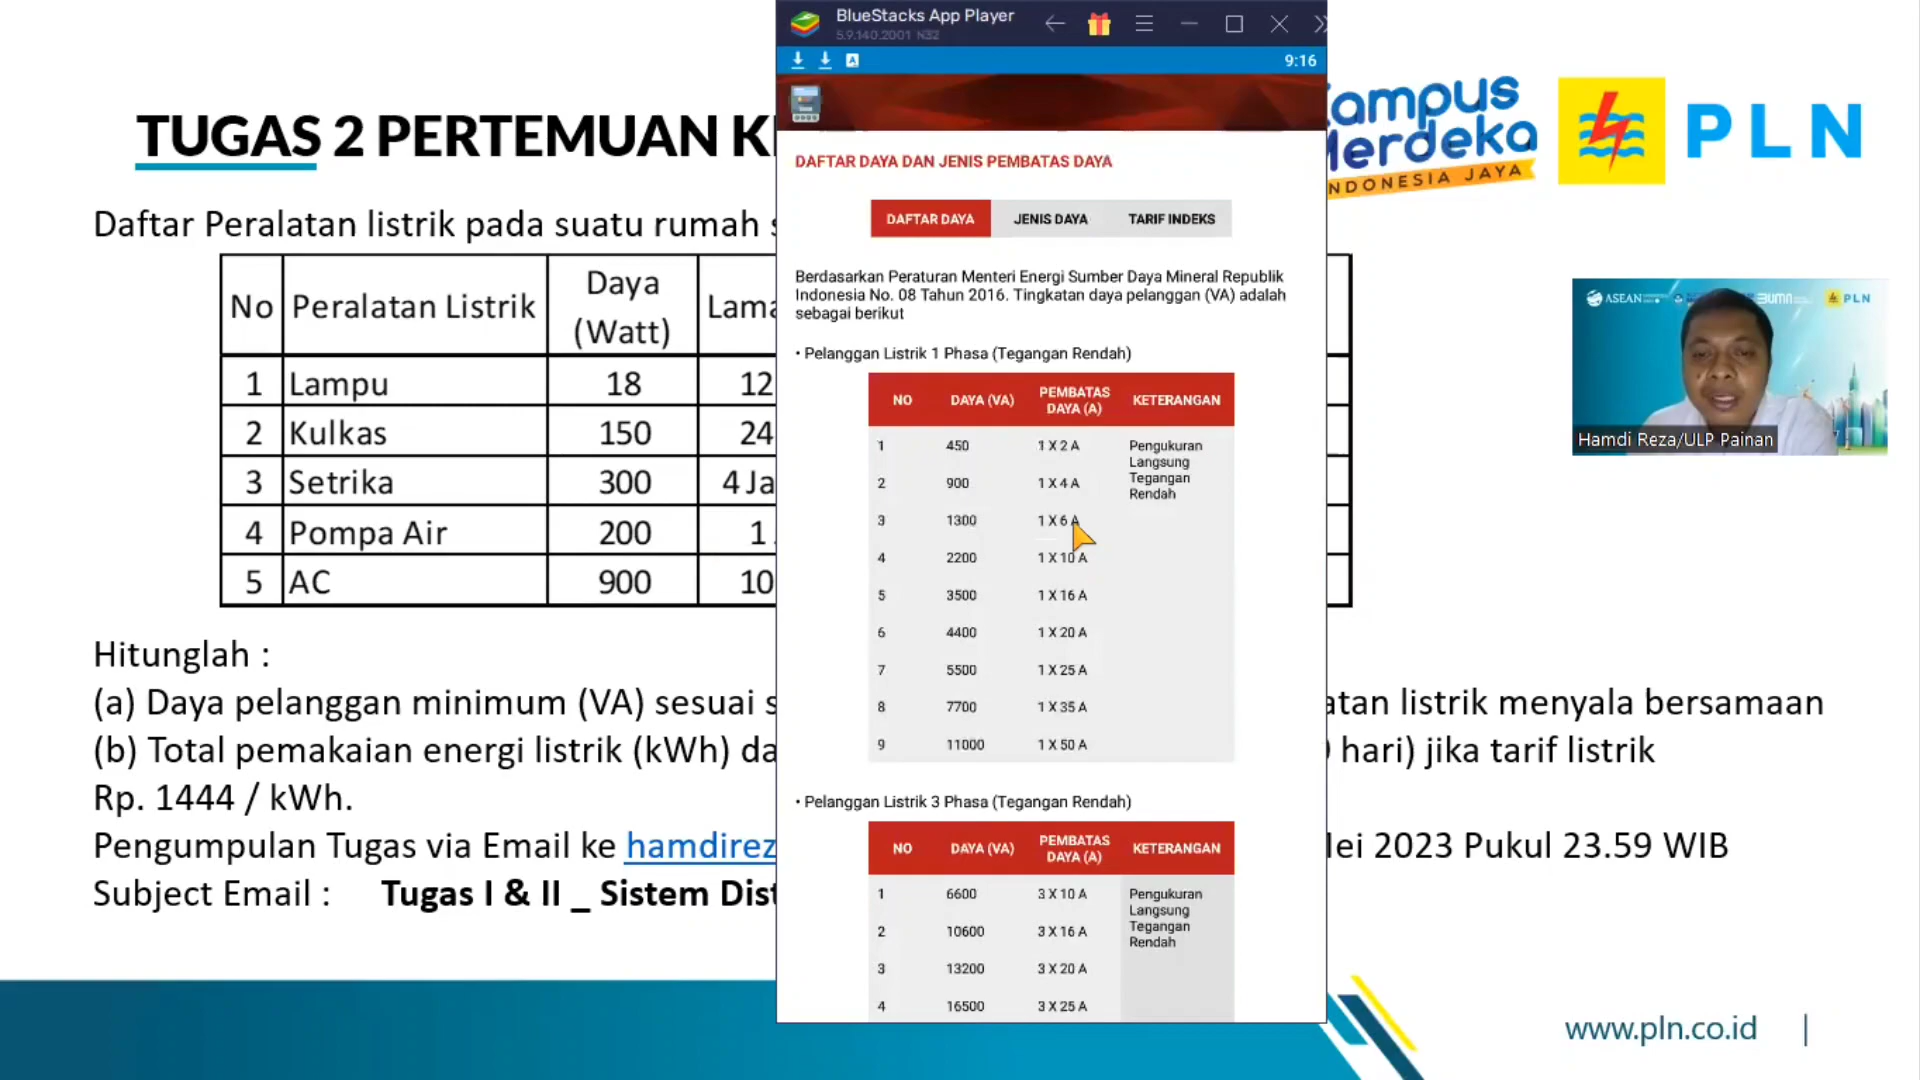 BlueStacks App Player
5.9.140.2001 N32
9:16
TUGAS 2 PERTEMUAN
ampus
erdeka
NDONESIA JAYA
PLN
DAFTAR DAYA DAN JENIS PEMBATAS DAYA
DAFTAR DAYA JENIS DAYA TARIF INDEKS
Daftar Peralatan listrik pada suatu rumah
Berdasarkan Peraturan Menteri Energi Sumber Daya Mineral Republik
Indonesia No. 08 Tahun 2016. Tingkatan daya pelanggan (VA) adalah
sebagai berikut
No Peralatan Listrik Daya (Watt) Lama
1 Lampu 18 12
2 Kulkas 150 24
3 Setrika 300 4 Ja
4 Pompa Air 200 1
5 AC 900 10
• Pelanggan Listrik 1 Phasa (Tegangan Rendah)
NO DAYA (VA) PEMBATAS DAYA (A) KETERANGAN
1 450 1 X 2 A Pengukuran Langsung Tegangan Rendah
2 900 1 X 4 A
3 1300 1 X 6 A
4 2200 1 X 10 A
5 3500 1 X 16 A
6 4400 1 X 20 A
7 5500 1 X 25 A
8 7700 1 X 35 A
9 11000 1 X 50 A
• Pelanggan Listrik 3 Phasa (Tegangan Rendah)
NO DAYA (VA) PEMBATAS DAYA (A) KETERANGAN
1 6600 3 X 10 A Pengukuran Langsung Tegangan Rendah
2 10600 3 X 16 A
3 13200 3 X 20 A
4 16500 3 X 25 A
ASEAN BUMN PLN
Hamdi Reza/ULP Painan
Hitunglah :
(a) Daya pelanggan minimum (VA) sesuai s atan listrik menyala bersamaan
(b) Total pemakaian energi listrik (kWh) da hari) jika tarif listrik
Rp. 1444 / kWh.
Pengumpulan Tugas via Email ke hamdirez ei 2023 Pukul 23.59 WIB
Subject Email : Tugas I & II _ Sistem Dist
www.pln.co.id |